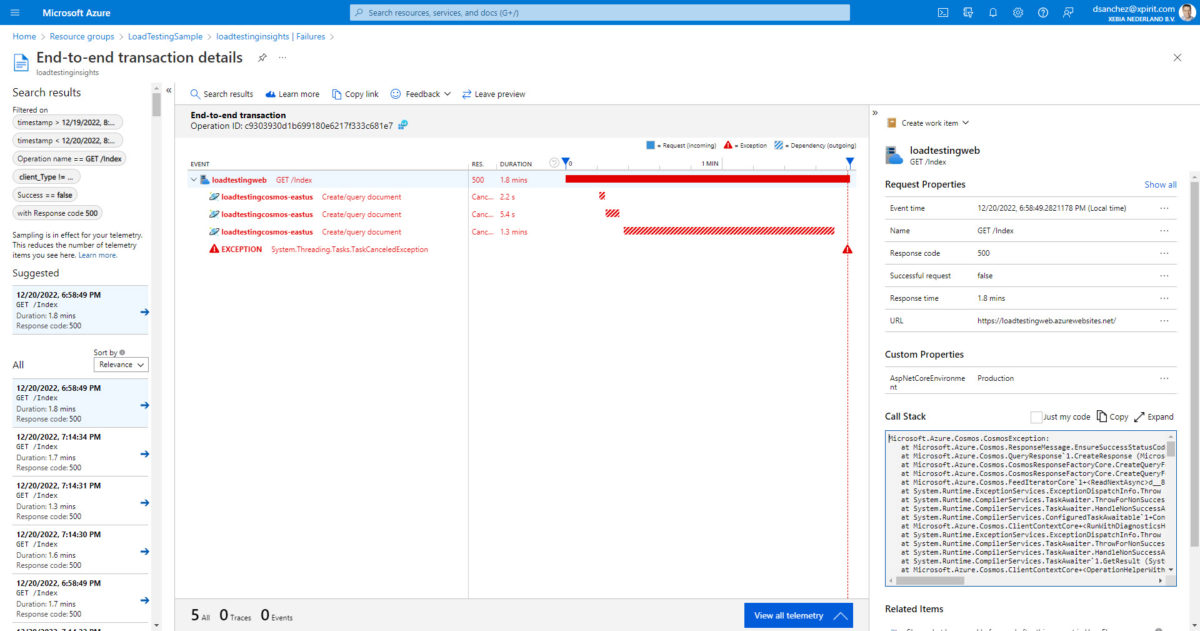 Microsoft Azure
Search resources, services, and docs (G+/)
dsanchez@xpirit.com
XEBIA NEDERLAND B.V.
Home > Resource groups > LoadTestingSample > loadtestinginsights | Failures >
End-to-end transaction details
loadtestinginsights
Search results
Filtered on
timestamp > 12/19/2022, 8:...
timestamp < 12/20/2022, 8:...
Operation name == GET /Index
client_Type != ...
Success == false
with Response code 500
Sampling is in effect for your telemetry.
This reduces the number of telemetry
items you see here. Learn more.
Suggested
12/20/2022, 6:58:49 PM
GET /Index
Duration: 1.8 mins
Response code: 500
Sort by
All
Relevance
12/20/2022, 6:58:49 PM
GET /Index
Duration: 1.8 mins
Response code: 500
12/20/2022, 7:14:34 PM
GET /Index
Duration: 1.7 mins
Response code: 500
12/20/2022, 7:14:31 PM
GET /Index
Duration: 1.3 mins
Response code: 500
12/20/2022, 7:14:30 PM
GET /Index
Duration: 1.6 mins
Response code: 500
12/20/2022, 6:58:49 PM
GET /Index
Duration: 1.7 mins
Response code: 500
Search results Learn more Copy link Feedback Leave preview
End-to-end transaction
Operation ID: c9303930d1b699180e6217f333c681e7
= Request (incoming) = Exception = Dependency (outgoing)
EVENT RES. DURATION 0 1 MIN
loadtestingweb GET /Index 500 1.8 mins
loadtestingcosmos-eastus Create/query document Canc... 2.2 s
loadtestingcosmos-eastus Create/query document Canc... 5.4 s
loadtestingcosmos-eastus Create/query document Canc... 1.3 mins
EXCEPTION System.Threading.Tasks.TaskCanceledException
5 All 0 Traces 0 Events
View all telemetry
Create work item
loadtestingweb
GET /Index
Request Properties Show all
Event time 12/20/2022, 6:58:49.2821178 PM (Local time) ...
Name GET /Index ...
Response code 500 ...
Successful request false ...
Response time 1.8 mins ...
URL https://loadtestingweb.azurewebsites.net/ ...
Custom Properties
AspNetCoreEnvironme
nt
Production ...
Call Stack Just my code Copy Expand
Microsoft.Azure.Cosmos.CosmosException:
at Microsoft.Azure.Cosmos.ResponseMessage.EnsureSuccessStatusCod
at Microsoft.Azure.Cosmos.QueryResponse`1.CreateResponse (Micros
at Microsoft.Azure.Cosmos.CosmosResponseFactoryCore.CreateQueryF
at Microsoft.Azure.Cosmos.CosmosResponseFactoryCore.CreateQueryF
at Microsoft.Azure.Cosmos.FeedIteratorCore`1+<ReadNextAsync>d__8
at System.Runtime.ExceptionServices.ExceptionDispatchInfo.Throw
at System.Runtime.CompilerServices.TaskAwaiter.ThrowForNonSucces
at System.Runtime.CompilerServices.TaskAwaiter.HandleNonSuccessA
at System.Runtime.CompilerServices.ConfiguredTaskAwaitable`1+Con
at Microsoft.Azure.Cosmos.ClientContextCore+<RunWithDiagnosticsH
at System.Runtime.ExceptionServices.ExceptionDispatchInfo.Throw
at System.Runtime.CompilerServices.TaskAwaiter.ThrowForNonSucces
at System.Runtime.CompilerServices.TaskAwaiter.HandleNonSuccessA
at System.Runtime.CompilerServices.TaskAwaiter`1.GetResult (Syst
at Microsoft.Azure.Cosmos.ClientContextCore+<OperationHelperWith
Related Items